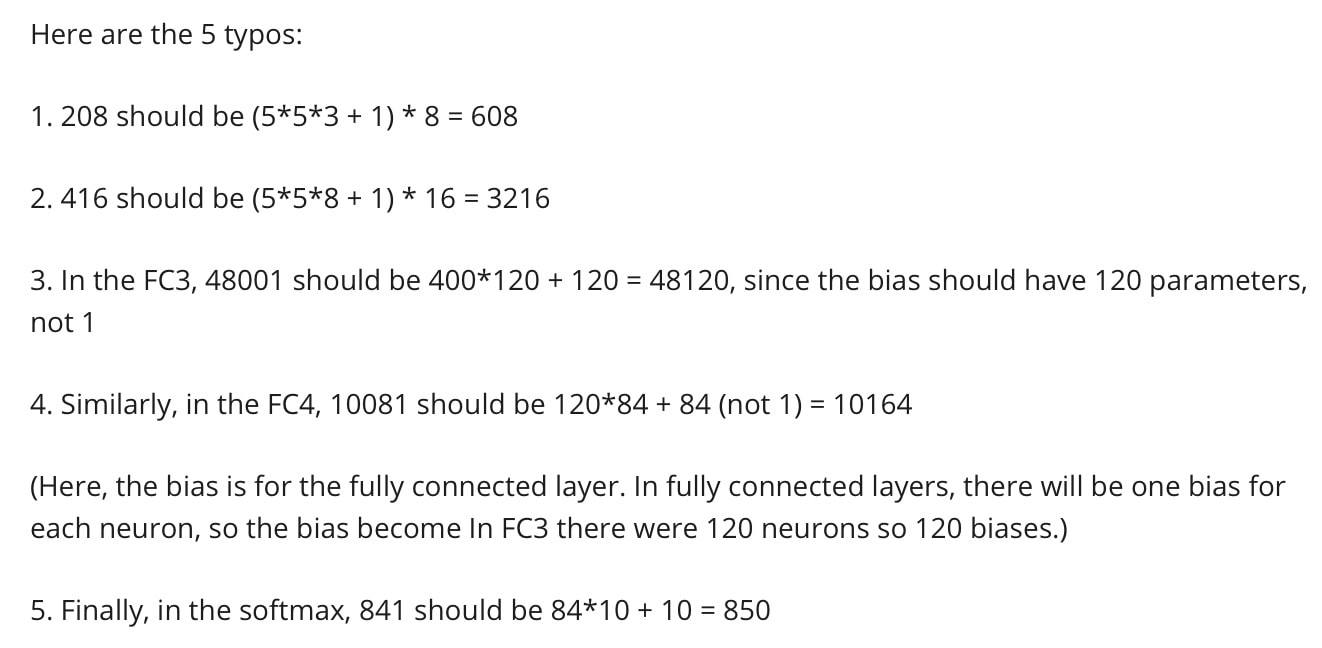 Here are the 5 typos:
1. 208 should be (5*5*3 + 1) * 8 = 608
2. 416 should be (5*5*8 + 1) * 16 = 3216
3. In the FC3, 48001 should be 400*120 + 120 = 48120, since the bias should have 120 parameters,
not 1
4. Similarly, in the FC4, 10081 should be 120*84 + 84 (not 1) = 10164
(Here, the bias is for the fully connected layer. In fully connected layers, there will be one bias for
each neuron, so the bias become In FC3 there were 120 neurons so 120 biases.)
5. Finally, in the softmax, 841 should be 84*10 + 10 = 850